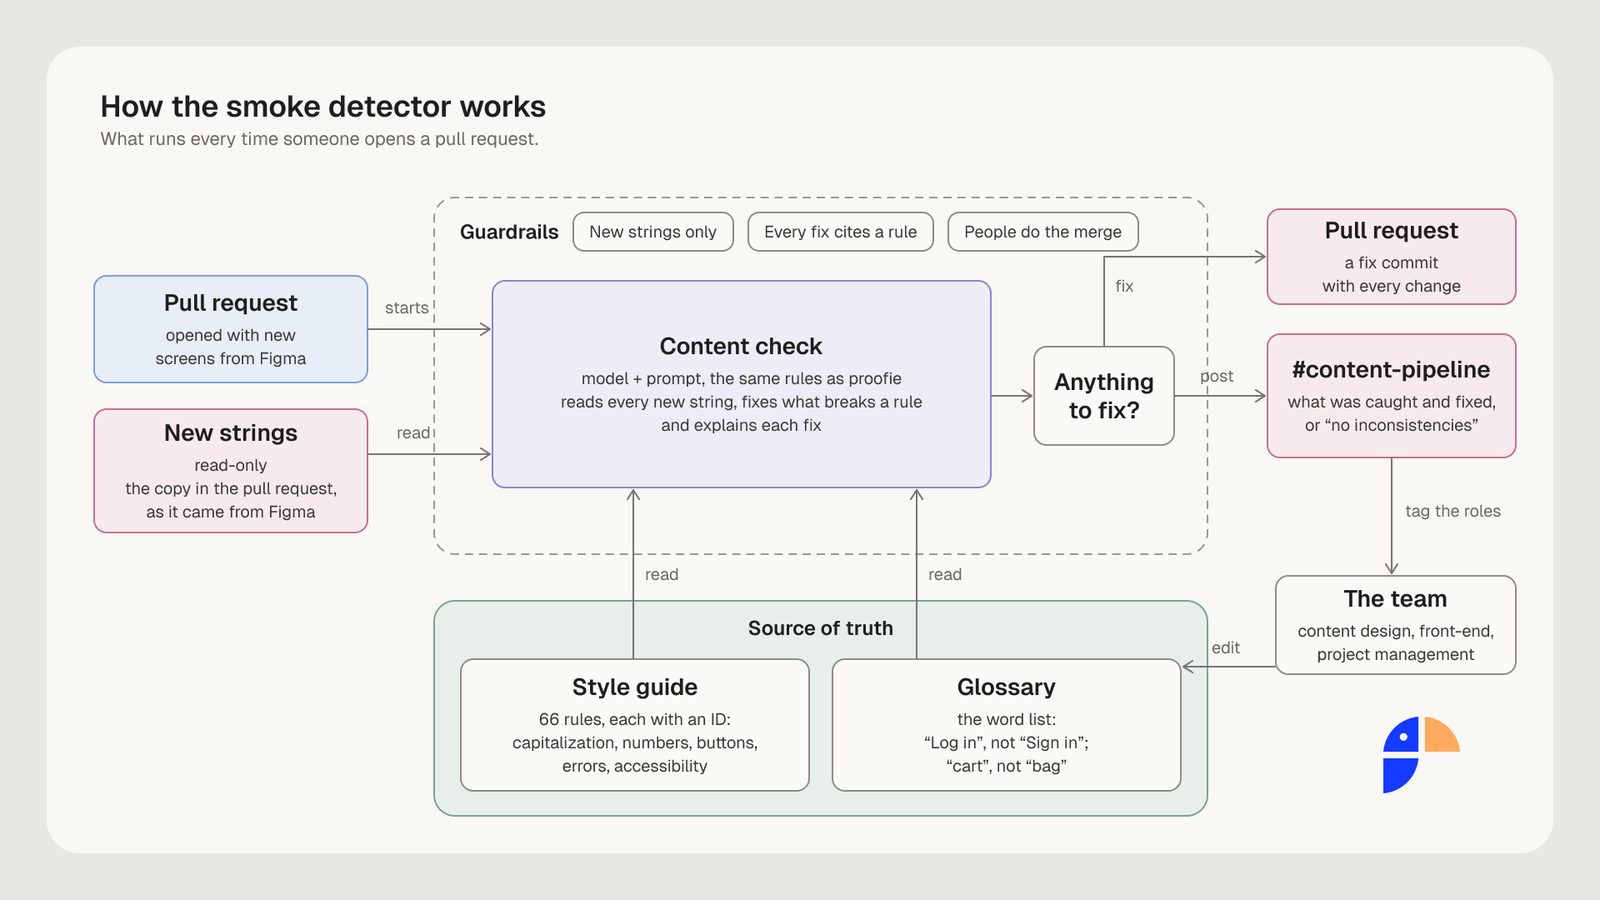 How the smoke detector works
What runs every time someone opens a pull request.
Guardrails
New strings only
Every fix cites a rule
People do the merge
Pull request
opened with new
screens from Figma
starts
New strings
read-only
the copy in the pull request,
as it came from Figma
read
Content check
model + prompt, the same rules as proofie
reads every new string, fixes what breaks a rule
and explains each fix
Anything
to fix?
fix
post
Pull request
a fix commit
with every change
#content-pipeline
what was caught and fixed,
or “no inconsistencies”
tag the roles
The team
content design, front-end,
project management
edit
read
read
Source of truth
Style guide
66 rules, each with an ID:
capitalization, numbers, buttons,
errors, accessibility
Glossary
the word list:
“Log in”, not “Sign in”;
“cart”, not “bag”